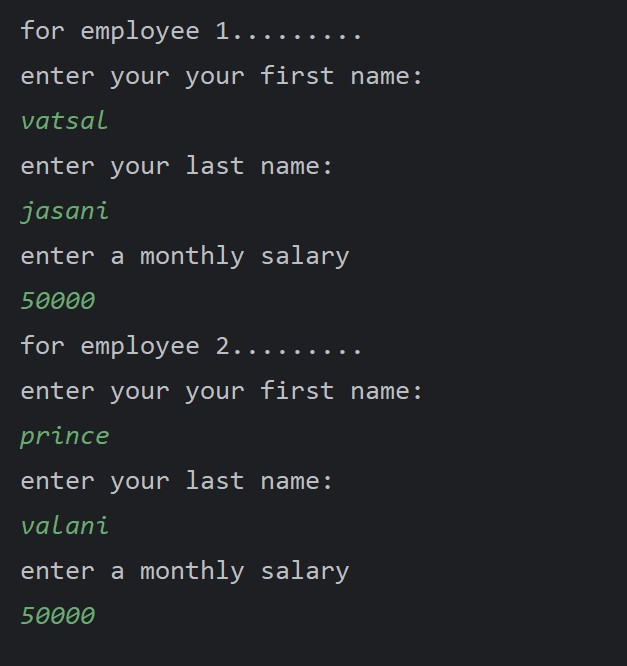 for employee 1.........
enter your your first name:
vatsal
enter your last name:
jasani
enter a monthly salary
50000
for employee 2.........
enter your your first name:
prince
enter your last name:
valani
enter a monthly salary
50000